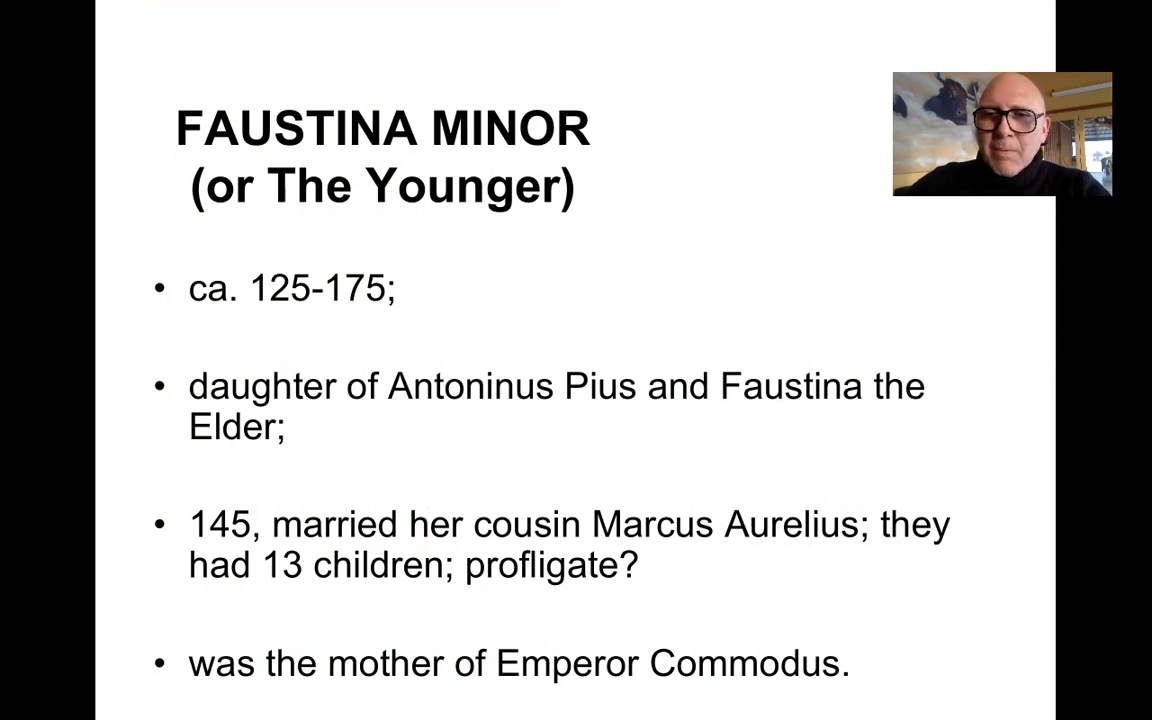 FAUSTINA MINOR
(or The Younger)
• ca. 125-175;
• daughter of Antoninus Pius and Faustina the
Elder;
• 145, married her cousin Marcus Aurelius; they
had 13 children; profligate?
• was the mother of Emperor Commodus.